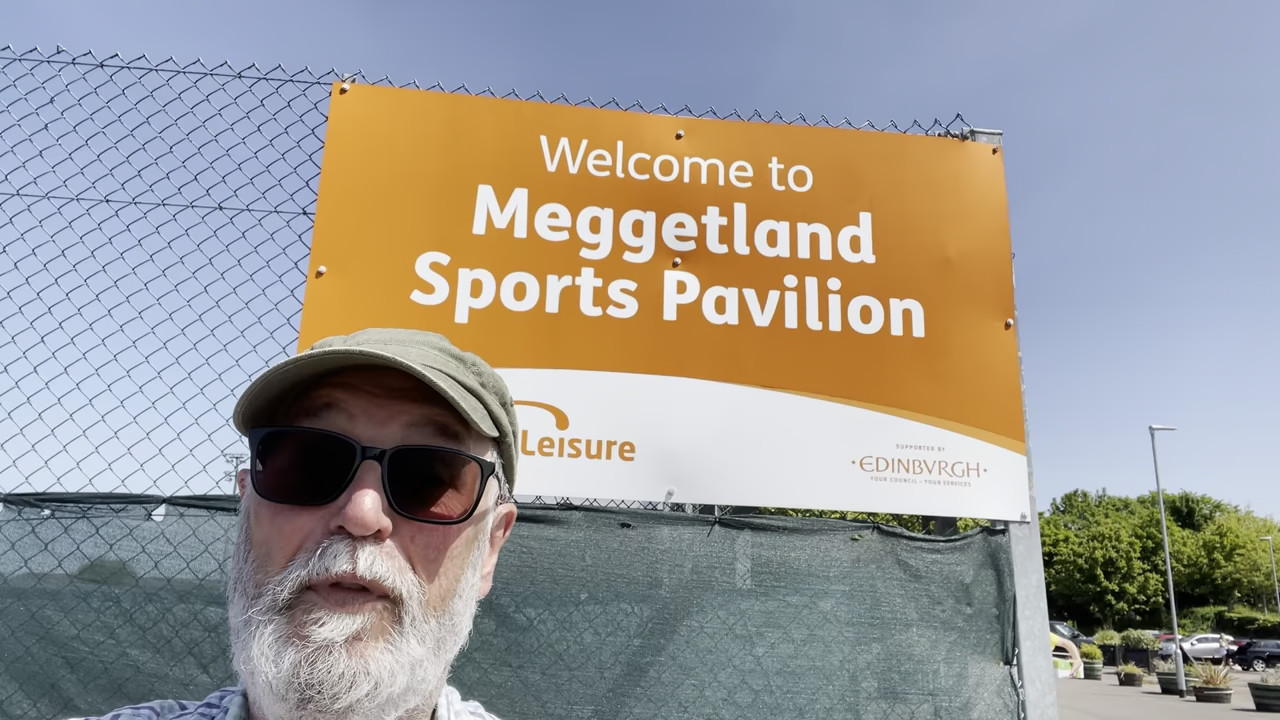 Welcome to
Meggetland
Sports Pavilion
Leisure
SUPPORTED BY
·EDINBVRGH·
YOUR COUNCIL – YOUR SERVICES